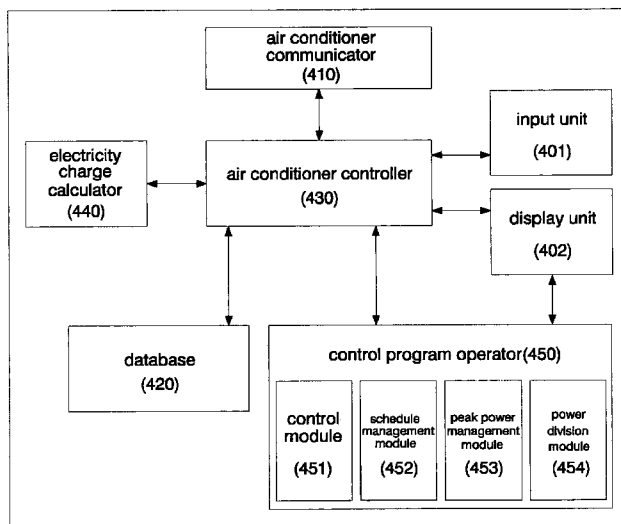 air conditioner
communicator
(410)
input unit
(401)
electricity
charge
calculator
(440)
air conditioner controller
(430)
display unit
(402)
database
(420)
control program operator(450)
control
module
(451)
schedule
management
module
(452)
peak power
management
module
(453)
power
division
module
(454)